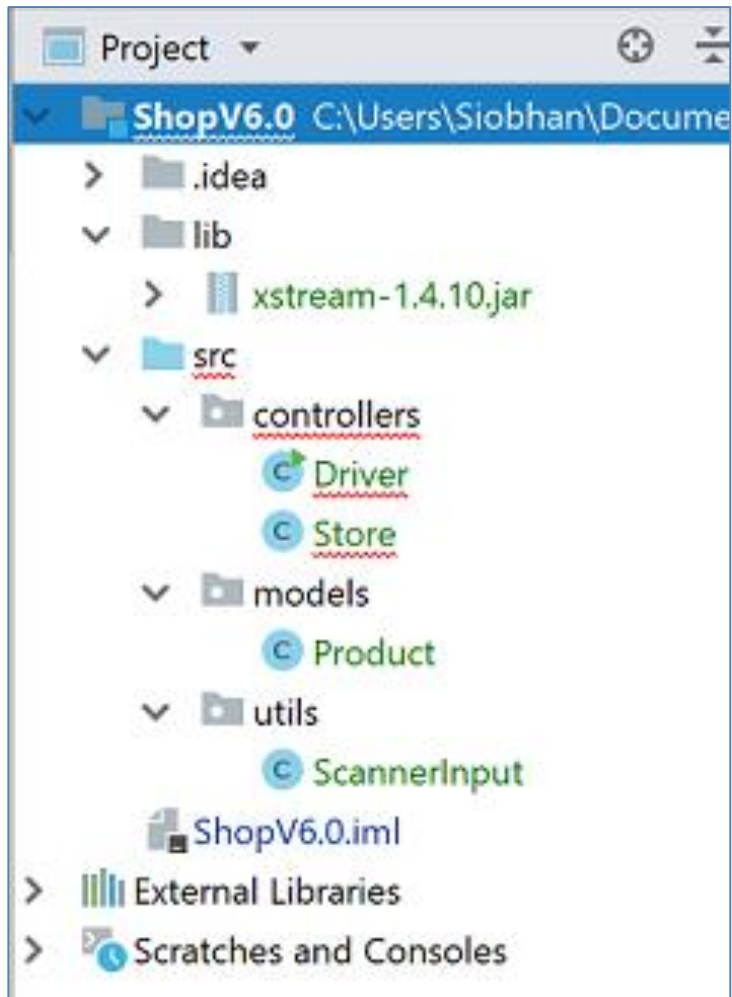 Project
ShopV6.0 C:\Users\Siobhan\Docume
.idea
lib
xstream-1.4.10.jar
src
controllers
C Driver
C Store
models
C Product
utils
C ScannerInput
ShopV6.0.iml
External Libraries
Scratches and Consoles